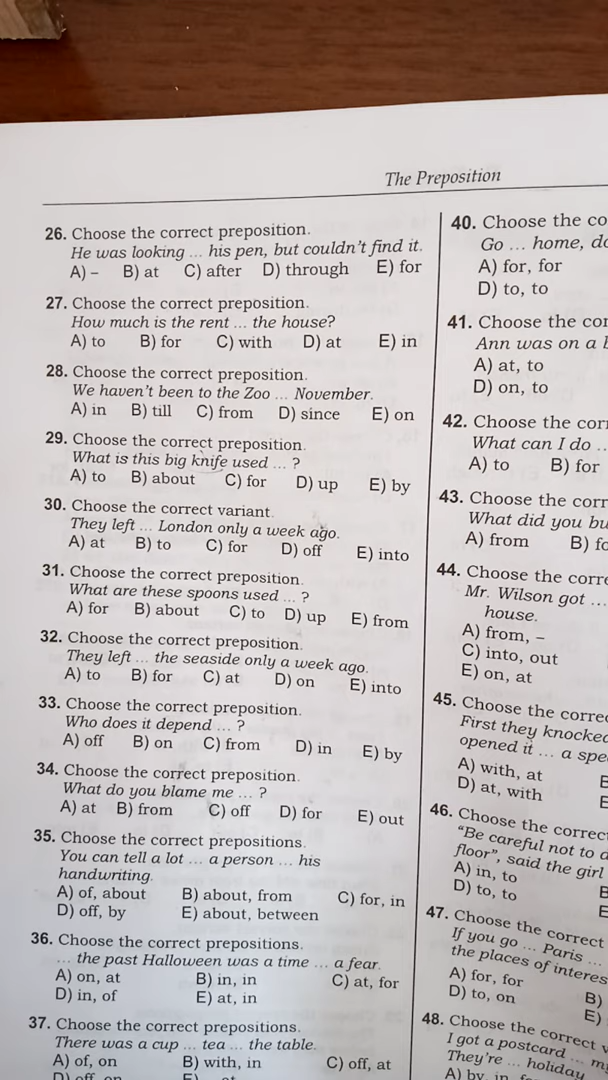 The Preposition
26. Choose the correct preposition.
He was looking ... his pen, but couldn't find it.
A) – B) at C) after D) through E) for
27. Choose the correct preposition.
How much is the rent ... the house?
A) to B) for C) with D) at E) in
28. Choose the correct preposition.
We haven't been to the Zoo ... November.
A) in B) till C) from D) since E) on
29. Choose the correct preposition.
What is this big knife used ... ?
A) to B) about C) for D) up E) by
30. Choose the correct variant.
They left ... London only a week ago.
A) at B) to C) for D) off E) into
31. Choose the correct preposition.
What are these spoons used ... ?
A) for B) about C) to D) up E) from
32. Choose the correct preposition.
They left ... the seaside only a week ago.
A) to B) for C) at D) on E) into
33. Choose the correct preposition.
Who does it depend ... ?
A) off B) on C) from D) in E) by
34. Choose the correct preposition.
What do you blame me ... ?
A) at B) from C) off D) for E) out
35. Choose the correct prepositions.
You can tell a lot ... a person ... his
handwriting.
A) of, about B) about, from C) for, in
D) off, by E) about, between
36. Choose the correct prepositions.
... the past Halloween was a time ... a fear.
A) on, at B) in, in C) at, for
D) in, of E) at, in
37. Choose the correct prepositions.
There was a cup ... tea ... the table.
A) of, on B) with, in C) off, at
40. Choose the co
Go ... home, do
A) for, for
D) to, to
41. Choose the cor
Ann was on a
A) at, to
D) on, to
42. Choose the corr
What can I do ..
A) to B) for
43. Choose the corr
What did you bu
A) from B) fo
44. Choose the corre
Mr. Wilson got ...
house.
A) from, –
C) into, out
E) on, at
45. Choose the correc
First they knocked
opened it ... a spe
A) with, at
D) at, with E
46. Choose the correct
"Be careful not to d
floor", said the girl
A) in, to B
D) to, to E
47. Choose the correct
If you go ... Paris ...
the places of interes
A) for, for B)
D) to, on E)
48. Choose the correct v
I got a postcard ... m
They're ... holiday
A) by, in